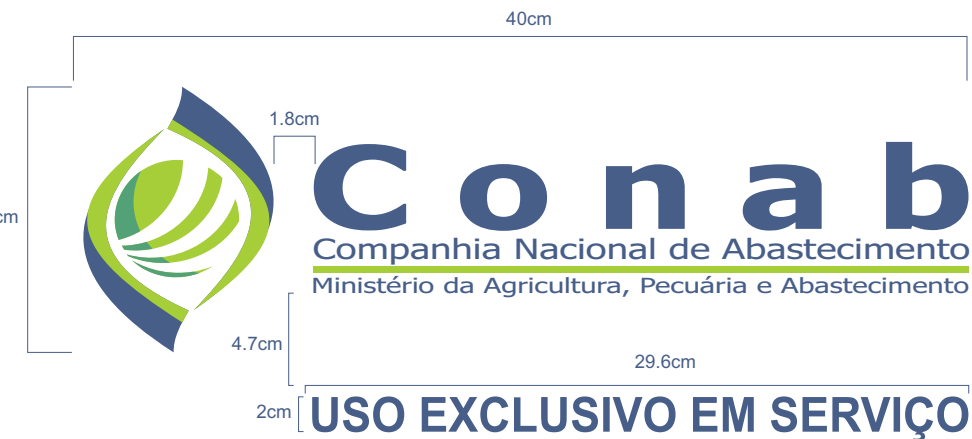 40cm
1.8cm
cm
Conab
Companhia Nacional de Abastecimento
Ministério da Agricultura, Pecuária e Abastecimento
4.7cm
29.6cm
2cm
USO EXCLUSIVO EM SERVIÇO